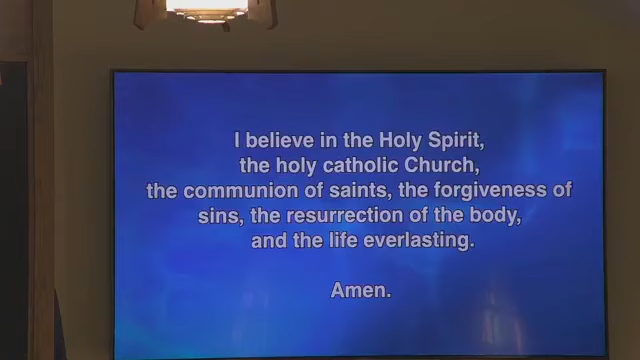 I believe in the Holy Spirit,
the holy catholic Church,
the communion of saints, the forgiveness of
sins, the resurrection of the body,
and the life everlasting.
Amen.